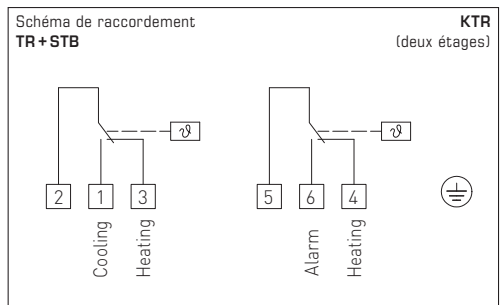 Schéma de raccordement
KTR
TR+STB
(deux étages)
ϑ
ϑ
2
1
3
5
6
4
Cooling
Heating
Alarm
Heating